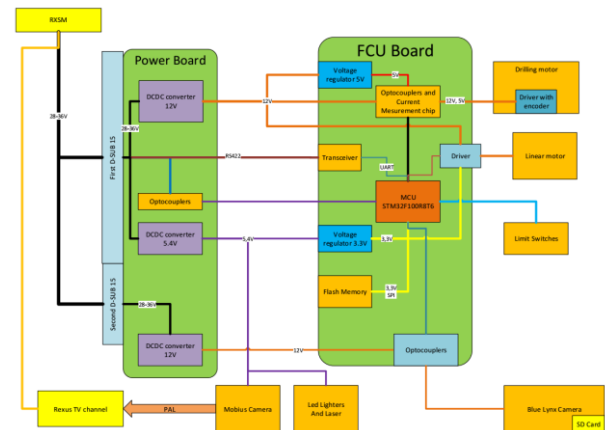 RXSM
Power Board
FCU Board
Voltage
regulator 5V
5V
Drilling motor
DCDC converter
12V
12V
Optocouplers and
Current
Mesurement chip
12V, 5V
Driver with
encoder
28-36V
28-36V
First D-SUB 15
RS422
Transceiver
UART
Driver
Linear motor
Optocouplers
MCU
STM32F100R8T6
DCDC converter
5.4V
5,4V
Voltage
regulator 3.3V
3,3V
Limit Switches
Second D-SUB 15
28-36V
Flash Memory
3,3V
SPI
DCDC converter
12V
12V
Optocouplers
Rexus TV channel
PAL
Mobius Camera
Led Lighters
And Laser
Blue Lynx Camera
SD Card